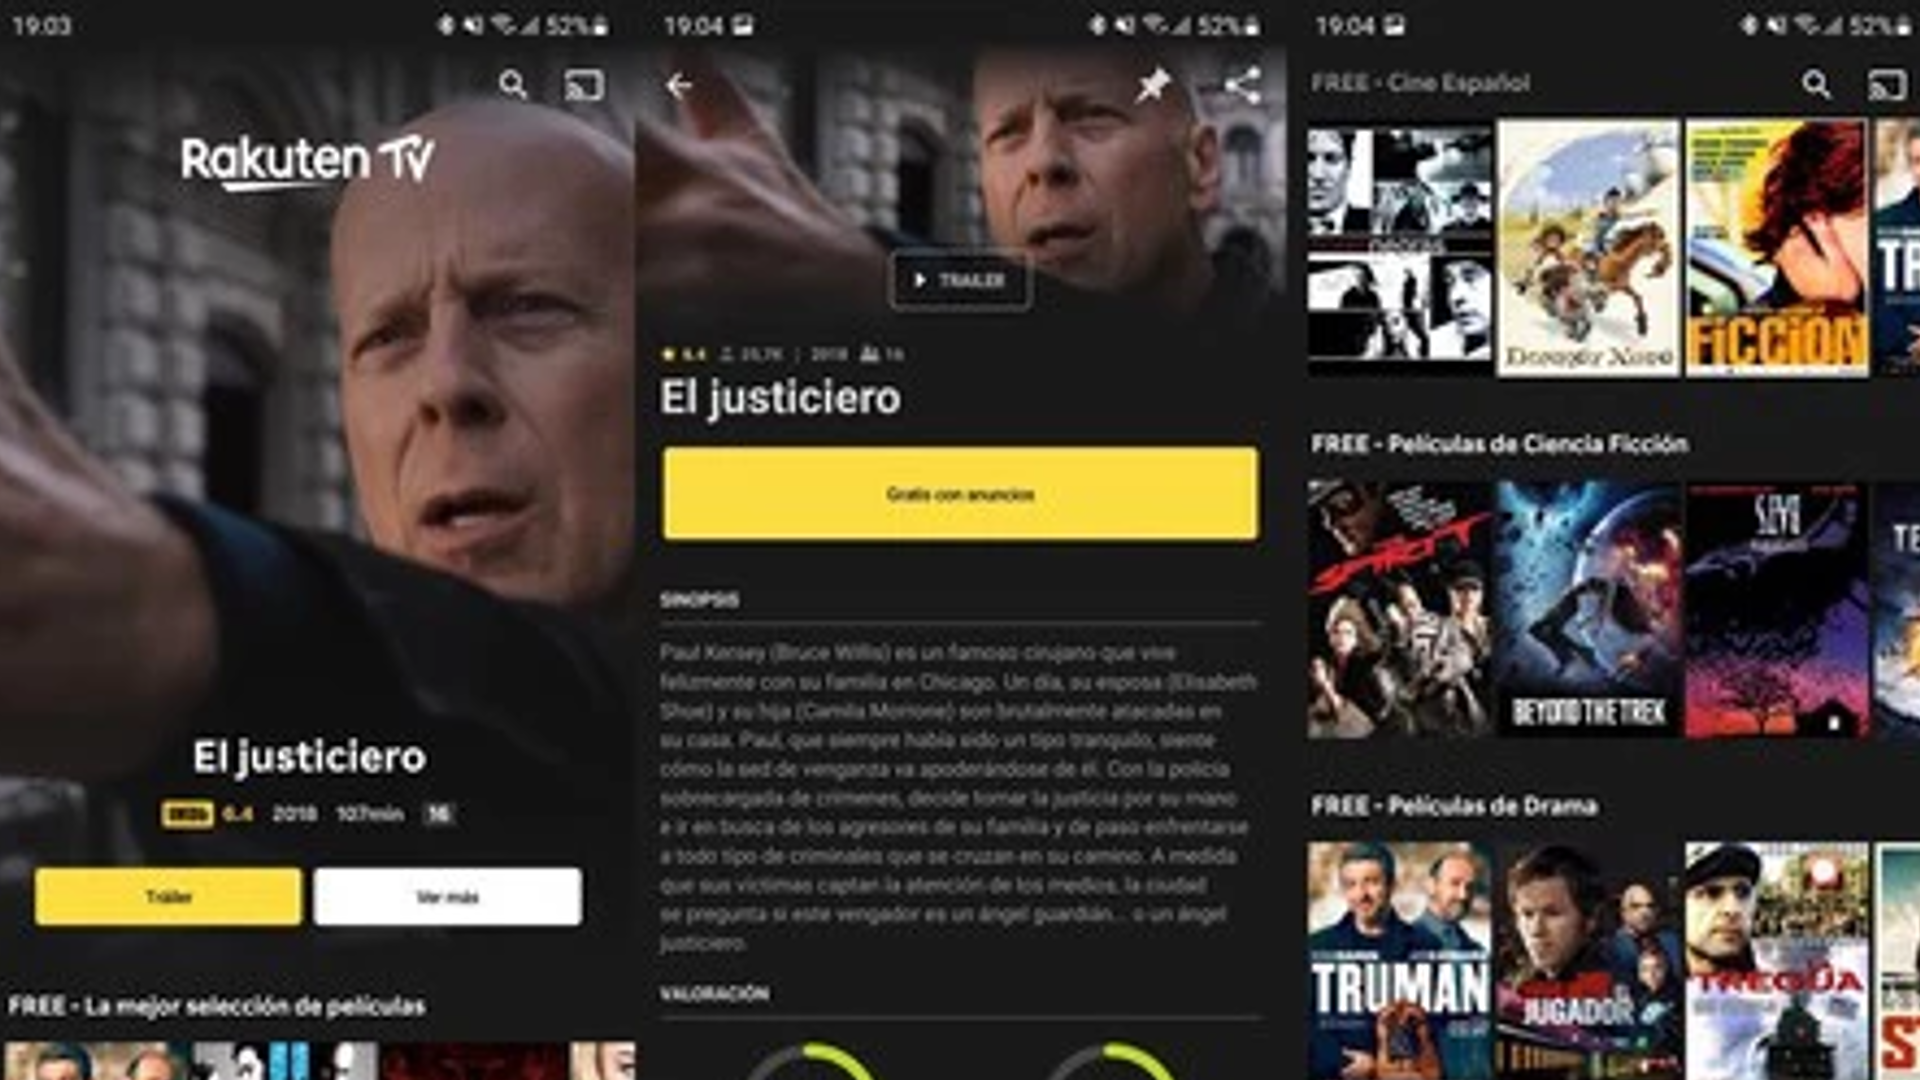 19:03
52%
Rakuten TV
El justiciero
6.4 2018 107min 16
Tráiler
Ver más
FREE - La mejor selección de películas
19:04
52%
TRAILER
6.4 2018 16
El justiciero
Gratis con anuncios
SINOPSIS
Paul Kersey (Bruce Willis) es un famoso cirujano que vive
felizmente con su familia en Chicago. Un día, su esposa (Elisabeth
Shue) y su hija (Camila Morrone) son brutalmente atacadas en
su casa. Paul, que siempre había sido un tipo tranquilo, siente
cómo la sed de venganza va apoderándose de él. Con la policía
sobrecargada de crímenes, decide tomar la justicia por su mano
e ir en busca de los agresores de su familia y de paso enfrentarse
a todo tipo de criminales que se cruzan en su camino. A medida
que sus víctimas captan la atención de los medios, la ciudad
se pregunta si este vengador es un ángel guardián... o un ángel
justiciero.
VALORACIÓN
19:04
52%
FREE - Cine Español
FICCION
TR
FREE - Películas de Ciencia Ficción
BEYOND THE TREK
BATS
TE
FREE - Películas de Drama
TRUMAN
JUGADOR
TREGUA
S